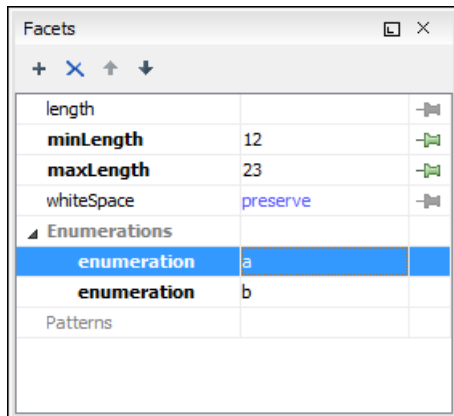 Facets
length
minLength 12
maxLength 23
whiteSpace preserve
Enumerations
enumeration a
enumeration b
Patterns